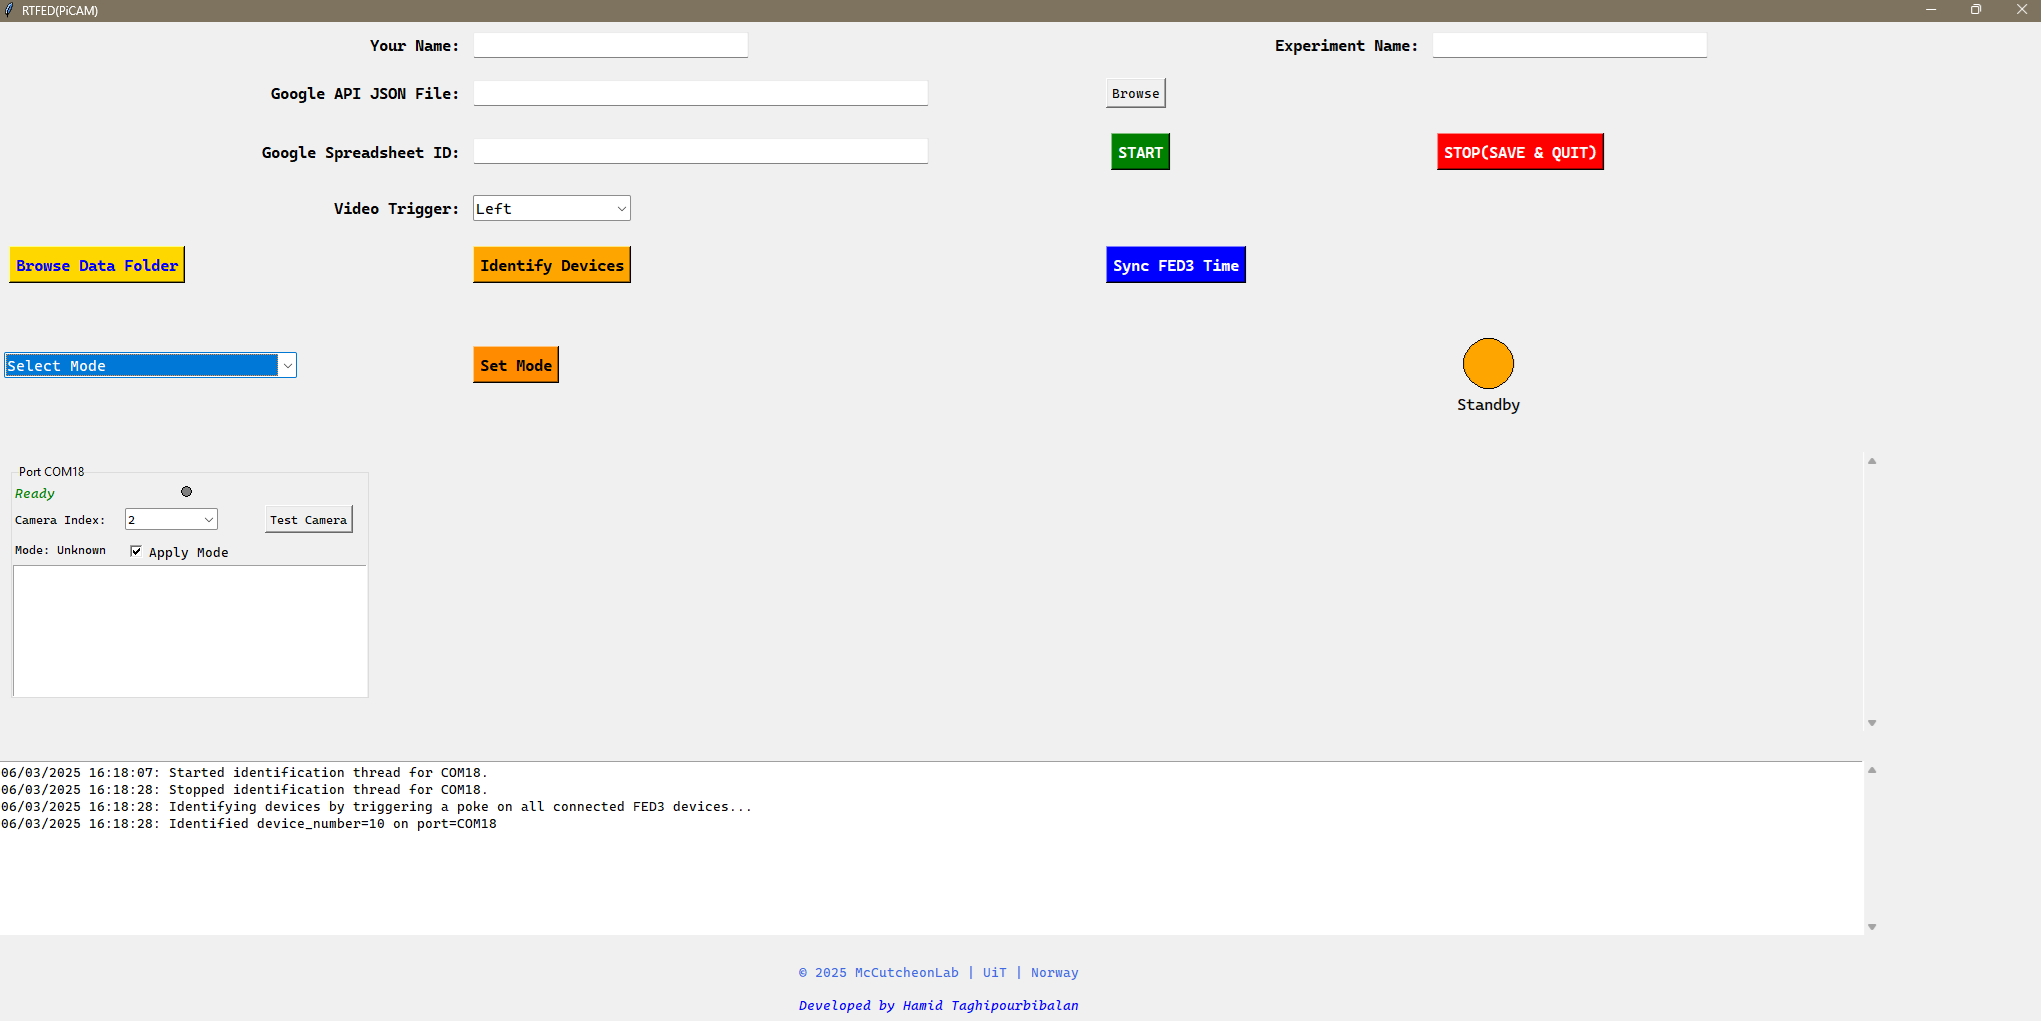 RTFED(PiCAM)
Your Name:
Experiment Name:
Google API JSON File:
Browse
Google Spreadsheet ID:
START
STOP(SAVE & QUIT)
Video Trigger:
Left
Browse Data Folder
Identify Devices
Sync FED3 Time
Select Mode
Set Mode
Standby
Port COM18
Ready
Camera Index:
2
Test Camera
Mode: Unknown
Apply Mode
06/03/2025 16:18:07: Started identification thread for COM18.
06/03/2025 16:18:28: Stopped identification thread for COM18.
06/03/2025 16:18:28: Identifying devices by triggering a poke on all connected FED3 devices...
06/03/2025 16:18:28: Identified device_number=10 on port=COM18
© 2025 McCutcheonLab | UiT | Norway
Developed by Hamid Taghipourbibalan